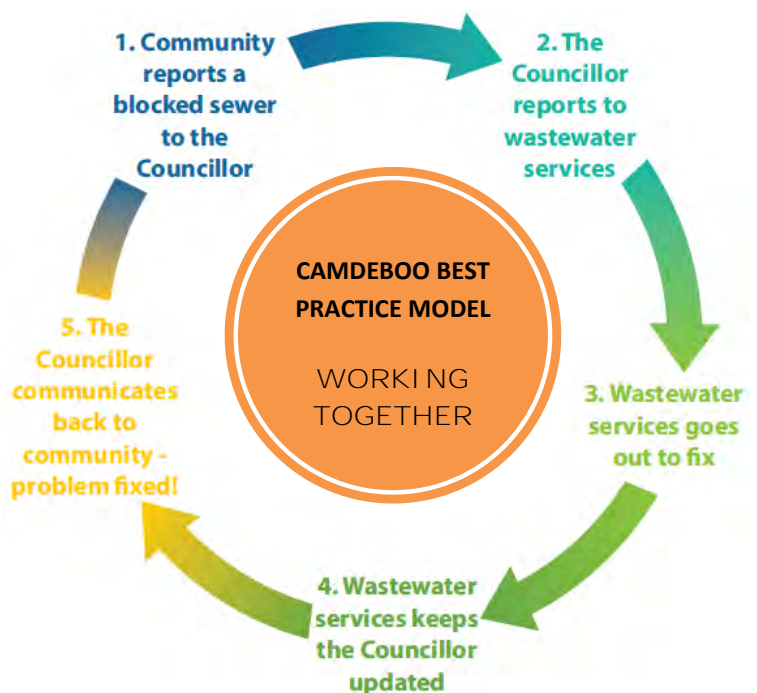 1. Community
reports a
blocked sewer
to the
Councillor
2. The
Councillor
reports to
wastewater
services
3. Wastewater
services goes
out to fix
4. Wastewater
services keeps
the Councillor
updated
5. The
Councillor
communicates
back to
community -
problem fixed!
CAMDEBOO BEST
PRACTICE MODEL
WORKING
TOGETHER